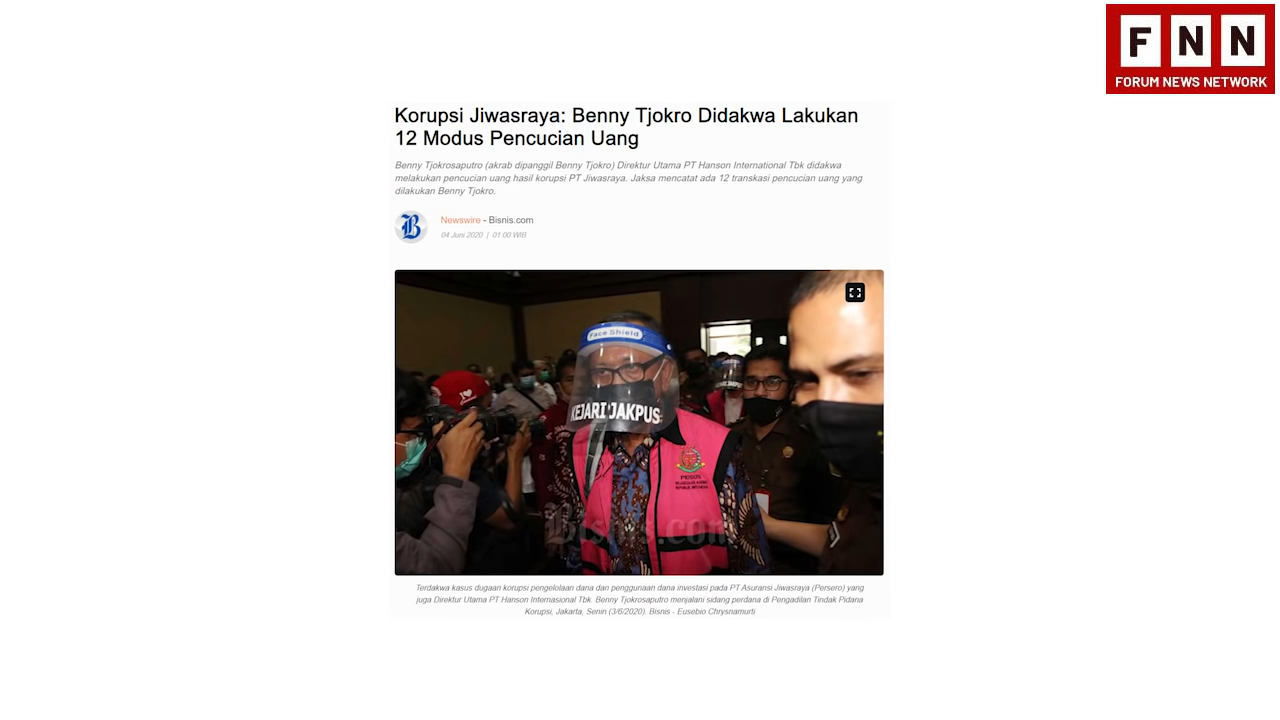 FNN
FORUM NEWS NETWORK
Korupsi Jiwasraya: Benny Tjokro Didakwa Lakukan
12 Modus Pencucian Uang
Benny Tjokrosaputro (akrab dipanggil Benny Tjokro) Direktur Utama PT Hanson International Tbk didakwa
melakukan pencucian uang hasil korupsi PT Jiwasraya. Jaksa mencatat ada 12 transkasi pencucian uang yang
dilakukan Benny Tjokro.
B
Newswire - Bisnis.com
04 Juni 2020 | 01:00 WIB
Face Shield
KEJARI JAKPUS
Bisnis.com
Terdakwa kasus dugaan korupsi pengelolaan dana dan penggunaan dana investasi pada PT Asuransi Jiwasraya (Persero) yang
juga Direktur Utama PT Hanson Internasional Tbk. Benny Tjokrosaputro menjalani sidang perdana di Pengadilan Tindak Pidana
Korupsi, Jakarta, Senin (3/6/2020). Bisnis - Eusebio Chrysnamurti